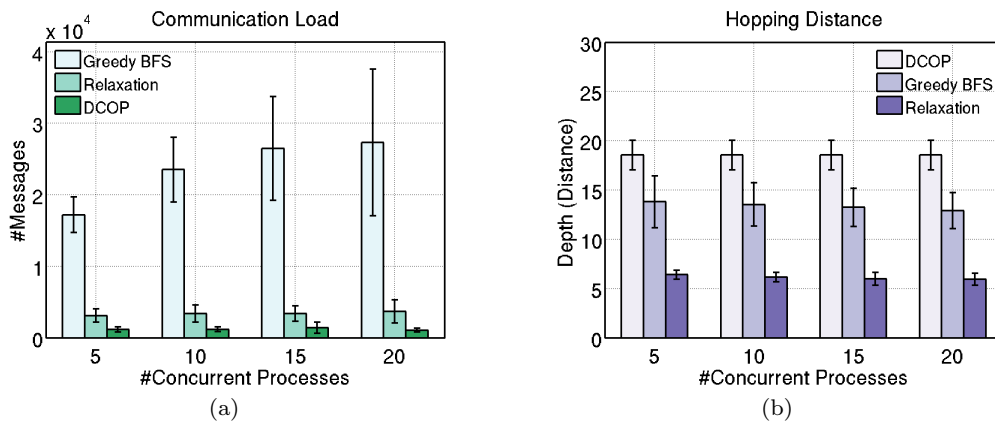 Communication Load
x 10^4
4
3
2
1
0
#Messages
Greedy BFS
Relaxation
DCOP
5 10 15 20
#Concurrent Processes
(a)
Hopping Distance
30
25
20
15
10
5
0
Depth (Distance)
DCOP
Greedy BFS
Relaxation
5 10 15 20
#Concurrent Processes
(b)